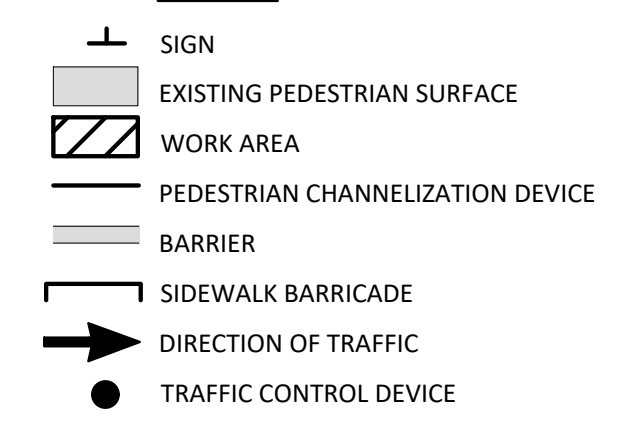 SIGN
EXISTING PEDESTRIAN SURFACE
WORK AREA
PEDESTRIAN CHANNELIZATION DEVICE
BARRIER
SIDEWALK BARRICADE
DIRECTION OF TRAFFIC
TRAFFIC CONTROL DEVICE